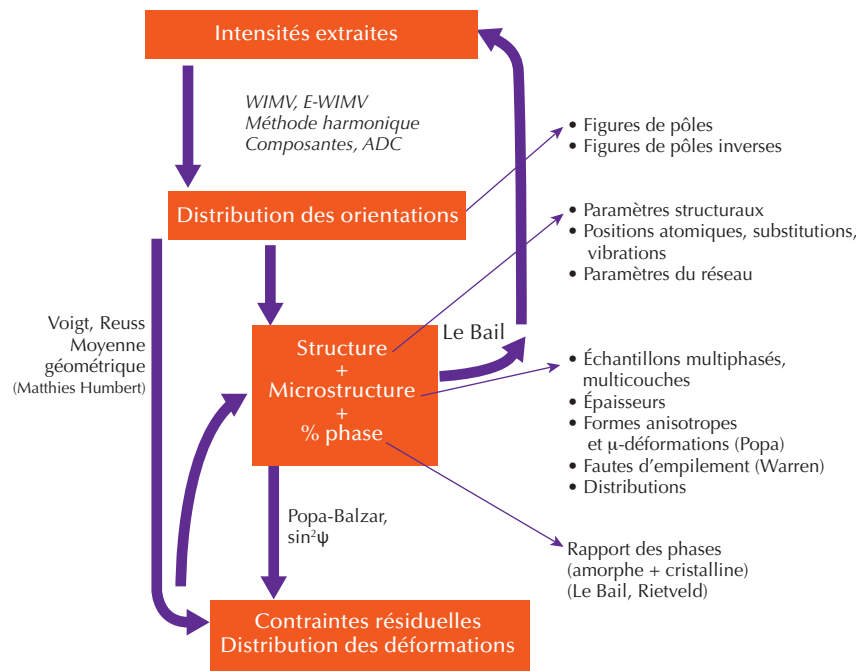 Intensités extraites
WIMV, E-WIMV
Méthode harmonique
Composantes, ADC
• Figures de pôles
• Figures de pôles inverses
Distribution des orientations
• Paramètres structuraux
• Positions atomiques, substitutions,
vibrations
• Paramètres du réseau
Voigt, Reuss
Moyenne
géométrique
(Matthies Humbert)
Le Bail
Structure
+
Microstructure
+
% phase
• Échantillons multiphasés,
multicouches
• Épaisseurs
• Formes anisotropes
et µ-déformations (Popa)
• Fautes d’empilement (Warren)
• Distributions
Popa-Balzar,
sin²ψ
Rapport des phases
(amorphe + cristalline)
(Le Bail, Rietveld)
Contraintes résiduelles
Distribution des déformations